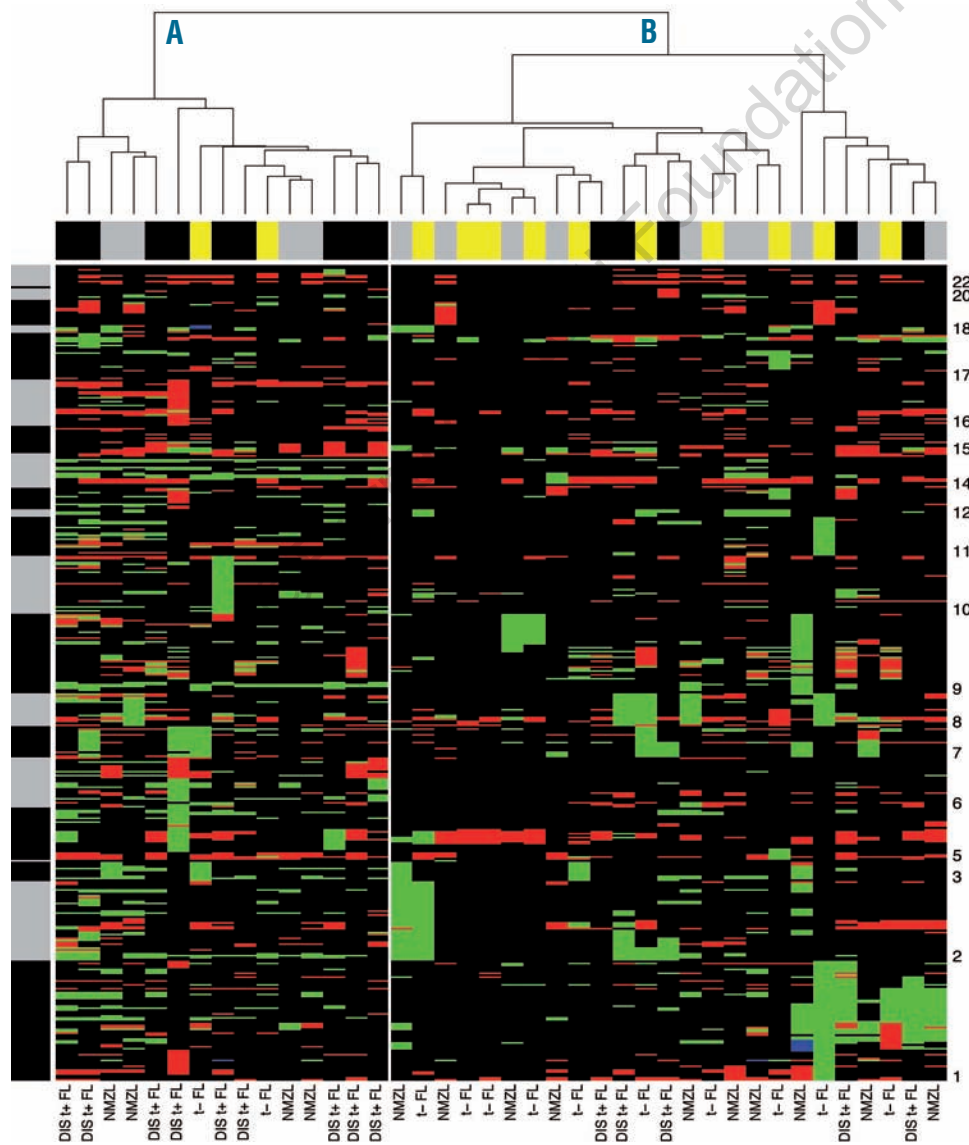 A
B
Foundation
22
20
18
17
16
15
14
12
11
10
9
8
7
6
5
3
2
1
DIS t+ FL
DIS t+ FL
NMZL
NMZL
DIS t+ FL
DIS t+ FL
t– FL
DIS t+ FL
DIS t+ FL
t– FL
NMZL
NMZL
DIS t+ FL
DIS t+ FL
DIS t+ FL
NMZL
t– FL
NMZL
t– FL
t– FL
NMZL
t– FL
NMZL
t– FL
DIS t+ FL
DIS t+ FL
t– FL
DIS t+ FL
NMZL
t– FL
NMZL
NMZL
t– FL
NMZL
t– FL
DIS t+ FL
NMZL
t– FL
DIS t+ FL
NMZL